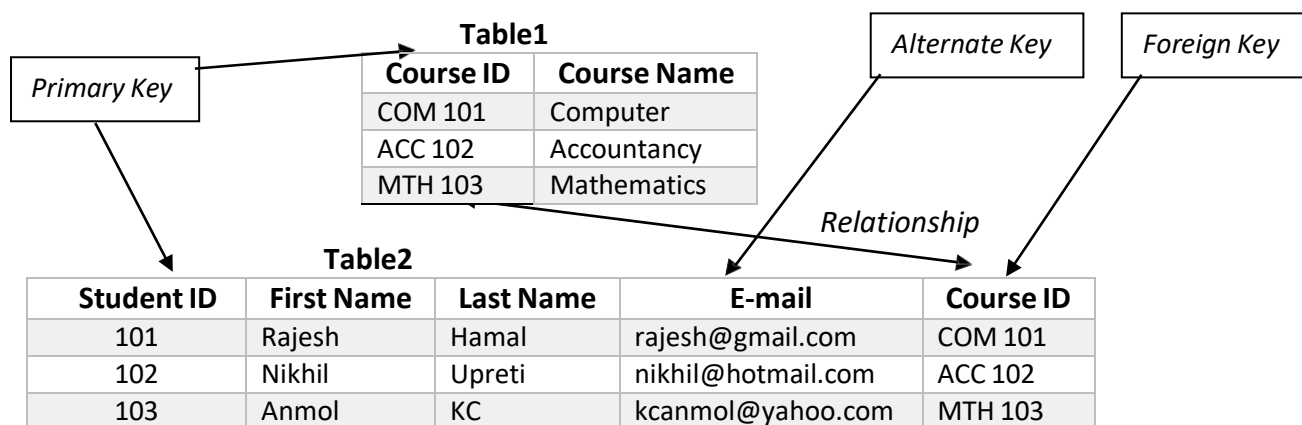 Table1
Alternate Key
Foreign Key
Primary Key
Course ID Course Name
COM 101 Computer
ACC 102 Accountancy
MTH 103 Mathematics
Relationship
Table2
Student ID First Name Last Name E-mail Course ID
101 Rajesh Hamal rajesh@gmail.com COM 101
102 Nikhil Upreti nikhil@hotmail.com ACC 102
103 Anmol KC kcanmol@yahoo.com MTH 103